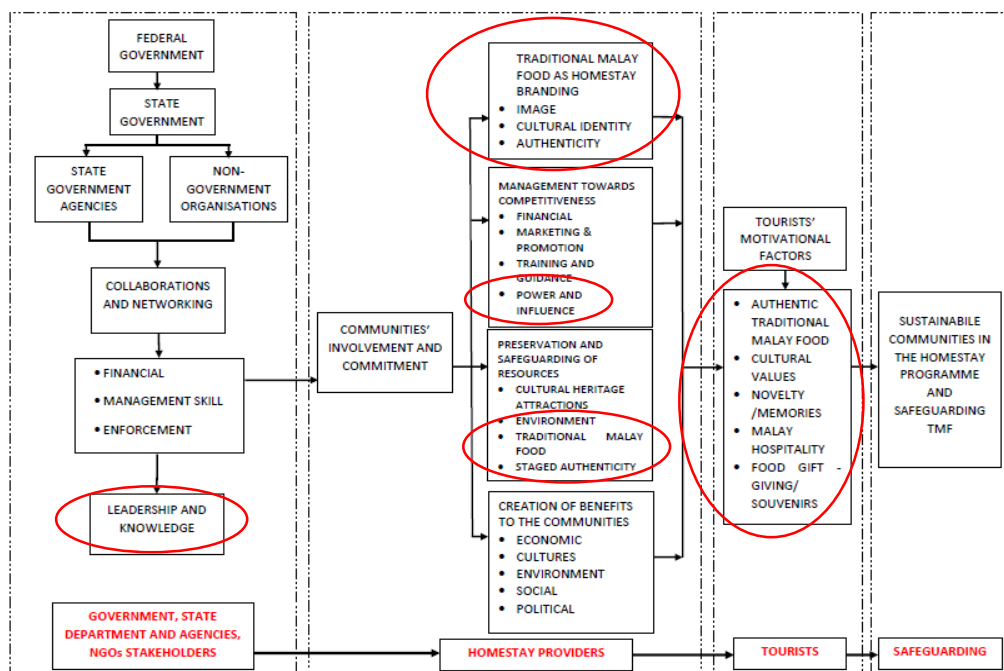 FEDERAL
GOVERNMENT
STATE
GOVERNMENT
STATE
GOVERNMENT
AGENCIES
NON-
GOVERNMENT
ORGANISATIONS
COLLABORATIONS
AND NETWORKING
• FINANCIAL
• MANAGEMENT SKILL
• ENFORCEMENT
LEADERSHIP AND
KNOWLEDGE
GOVERNMENT, STATE
DEPARTMENT AND AGENCIES,
NGOs STAKEHOLDERS
COMMUNITIES'
INVOLVEMENT AND
COMMITMENT
TRADITIONAL MALAY
FOOD AS HOMESTAY
BRANDING
• IMAGE
• CULTURAL IDENTITY
• AUTHENTICITY
MANAGEMENT TOWARDS
COMPETITIVENESS
• FINANCIAL
• MARKETING &
PROMOTION
• TRAINING AND
GUIDANCE
• POWER AND
INFLUENCE
PRESERVATION AND
SAFEGUARDING OF
RESOURCES
• CULTURAL HERITAGE
ATTRACTIONS
• ENVIRONMENT
• TRADITIONAL MALAY
FOOD
• STAGED AUTHENTICITY
CREATION OF BENEFITS
TO THE COMMUNITIES
• ECONOMIC
• CULTURES
• ENVIRONMENT
• SOCIAL
• POLITICAL
HOMESTAY PROVIDERS
TOURISTS'
MOTIVATIONAL
FACTORS
• AUTHENTIC
TRADITIONAL
MALAY FOOD
• CULTURAL
VALUES
• NOVELTY
/MEMORIES
• MALAY
HOSPITALITY
• FOOD GIFT -
GIVING/
SOUVENIRS
TOURISTS
SUSTAINABILE
COMMUNITIES IN
THE HOMESTAY
PROGRAMME
AND
SAFEGUARDING
TMF
SAFEGUARDING